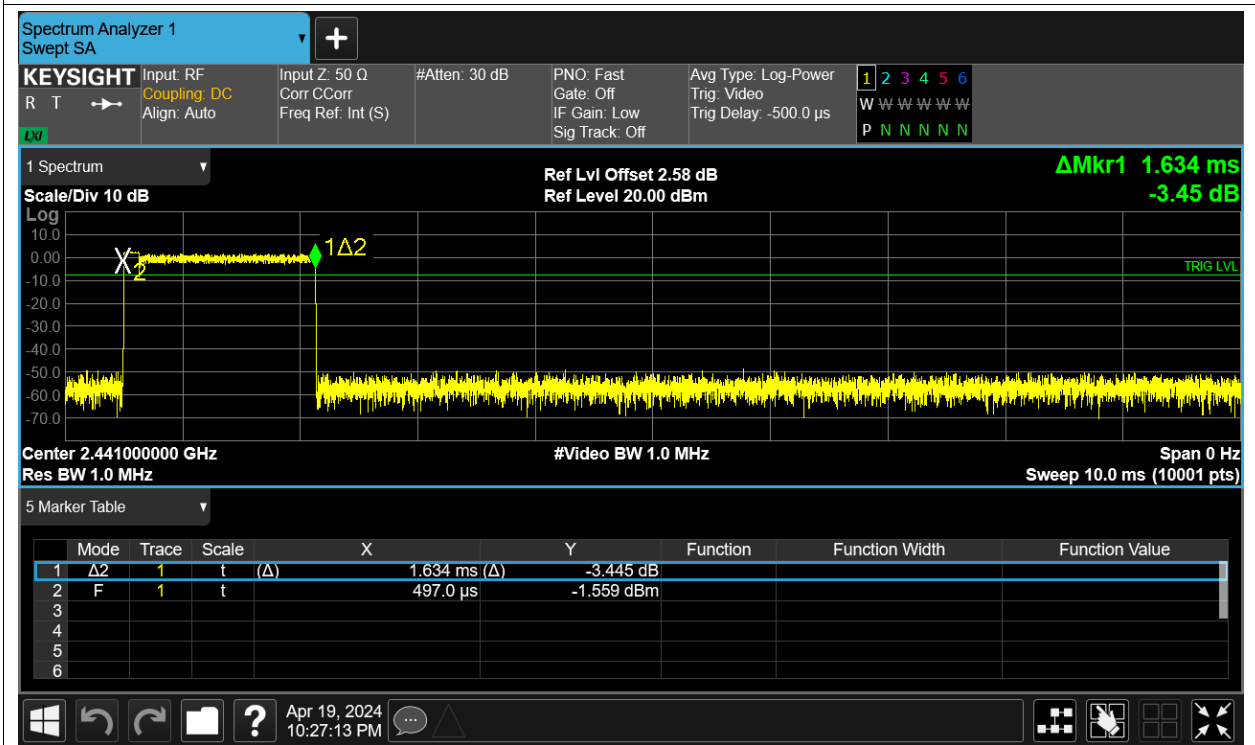 Spectrum Analyzer 1
Swept SA
KEYSIGHT Input: RF Input Z: 50 Ω #Atten: 30 dB PNO: Fast Avg Type: Log-Power 1 2 3 4 5 6
R T Coupling: DC Corr CCorr Gate: Off Trig: Video W W W W W W
Align: Auto Freq Ref: Int (S) IF Gain: Low Trig Delay: -500.0 µs P N N N N N
LXI Sig Track: Off
1 Spectrum Ref Lvl Offset 2.58 dB ΔMkr1 1.634 ms
Scale/Div 10 dB Ref Level 20.00 dBm -3.45 dB
Log
10.0
1Δ2
0.00
X2
TRIG LVL
-10.0
-20.0
-30.0
-40.0
-50.0
-60.0
-70.0
Center 2.441000000 GHz #Video BW 1.0 MHz Span 0 Hz
Res BW 1.0 MHz Sweep 10.0 ms (10001 pts)
5 Marker Table
Mode Trace Scale X Y Function Function Width Function Value
1 Δ2 1 t (Δ) 1.634 ms (Δ) -3.445 dB
2 F 1 t 497.0 µs -1.559 dBm
3
4
5
6
? Apr 19, 2024
10:27:13 PM